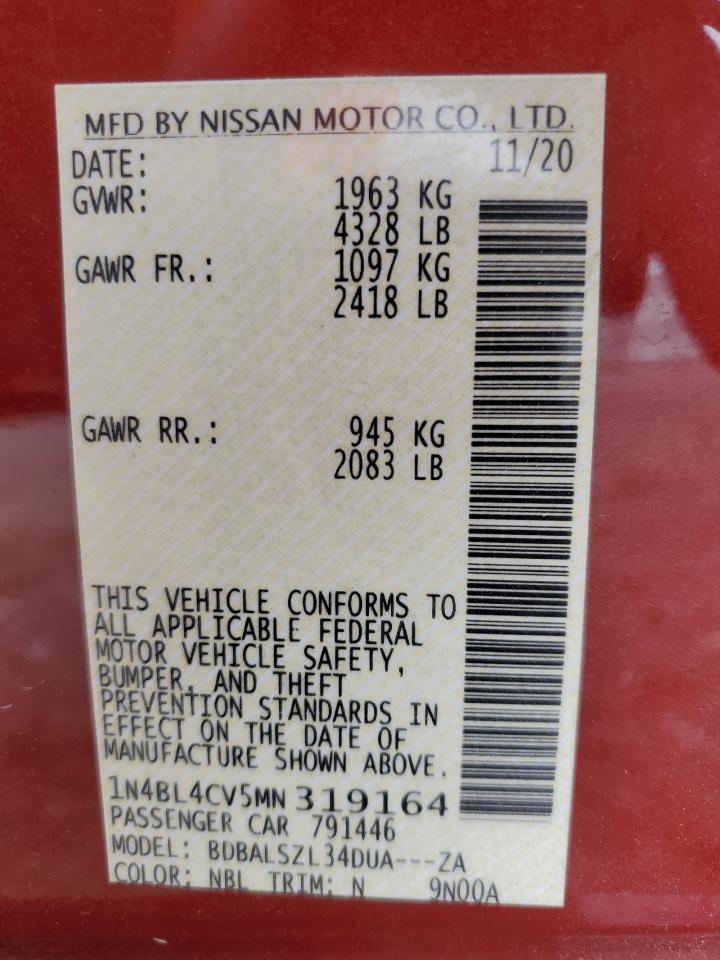 MFD BY NISSAN MOTOR CO., LTD.
DATE: 11/20
GVWR: 1963 KG
4328 LB
GAWR FR.: 1097 KG
2418 LB
GAWR RR.: 945 KG
2083 LB
THIS VEHICLE CONFORMS TO
ALL APPLICABLE FEDERAL
MOTOR VEHICLE SAFETY,
BUMPER, AND THEFT
PREVENTION STANDARDS IN
EFFECT ON THE DATE OF
MANUFACTURE SHOWN ABOVE.
1N4BL4CV5MN 319164
PASSENGER CAR 791446
MODEL: BDBALSZL34DUA---ZA
COLOR: NBL TRIM: N 9N00A